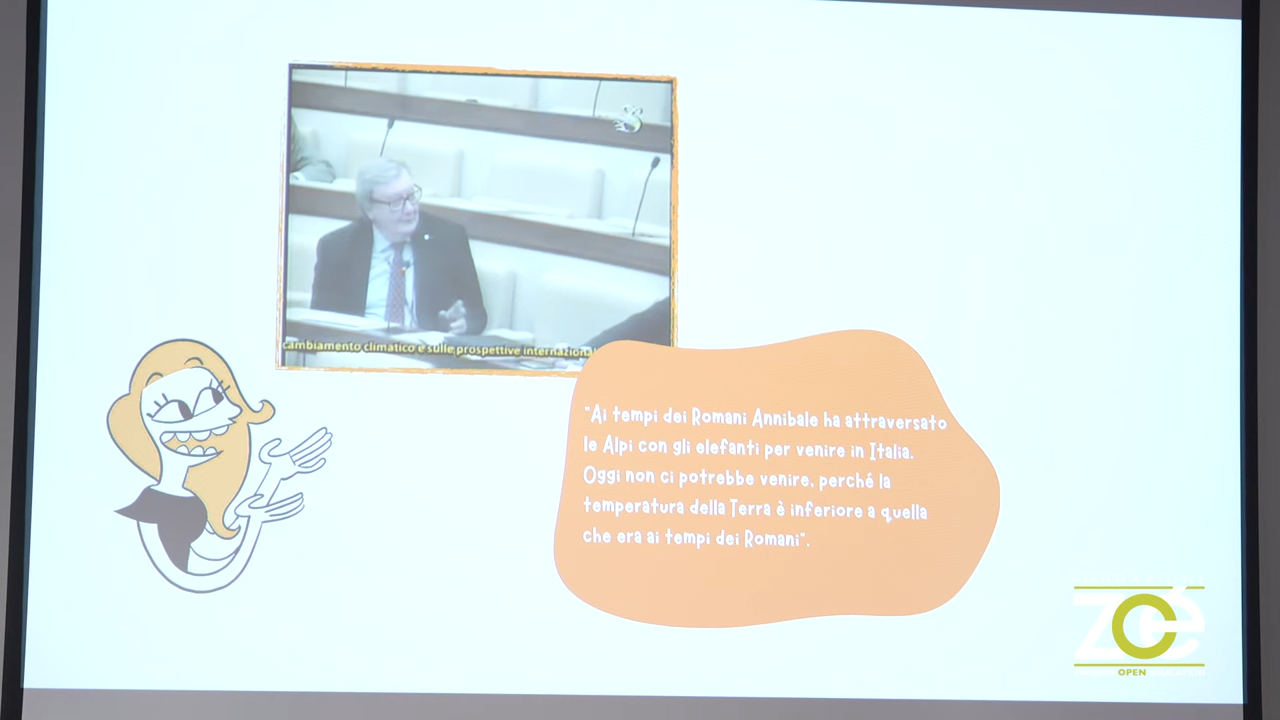 cambiamento climatico e sulle prospettive internazional
"Ai tempi dei Romani Annibale ha attraversato
le Alpi con gli elefanti per venire in Italia.
Oggi non ci potrebbe venire, perché la
temperatura della Terra è inferiore a quella
che era ai tempi dei Romani".
zcé
OPEN